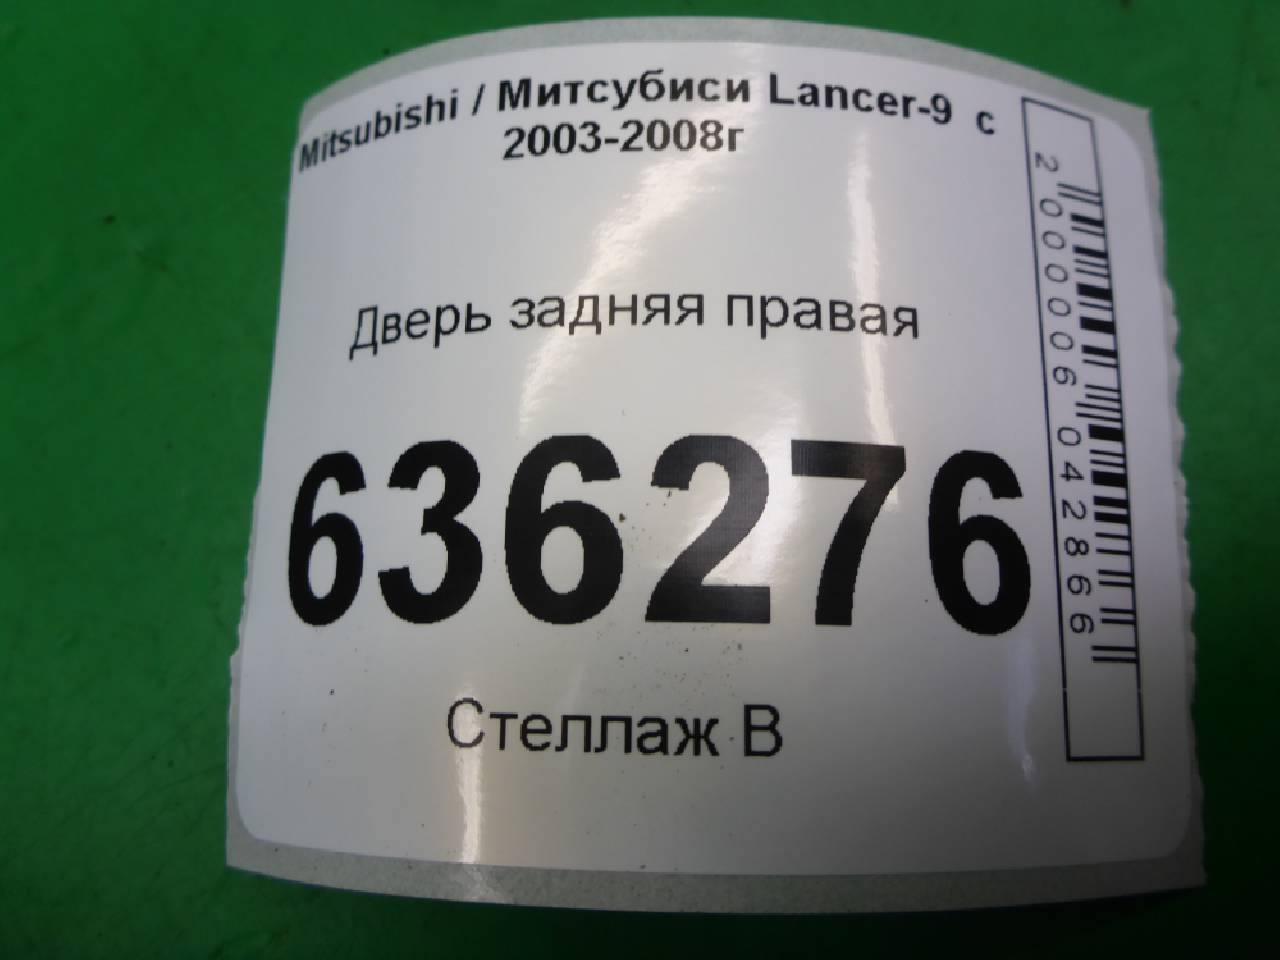 Mitsubishi / Митсубиси Lancer-9 с
2003-2008г
Дверь задняя правая
636276
Стеллаж В
2000006042866